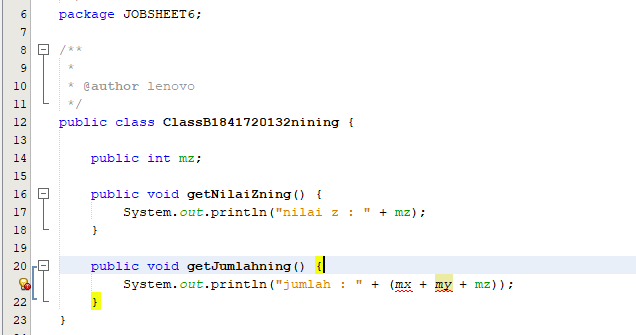 6 package JOBSHEET6;
7
8 /**
9 *
10 * @author lenovo
11 */
12 public class ClassB1841720132nining {
13
14 public int mz;
15
16 public void getNilaiZning() {
17 System.out.println("nilai z : " + mz);
18 }
19
20 public void getJumlahning() {
System.out.println("jumlah : " + (mx + my + mz));
22 }
23 }